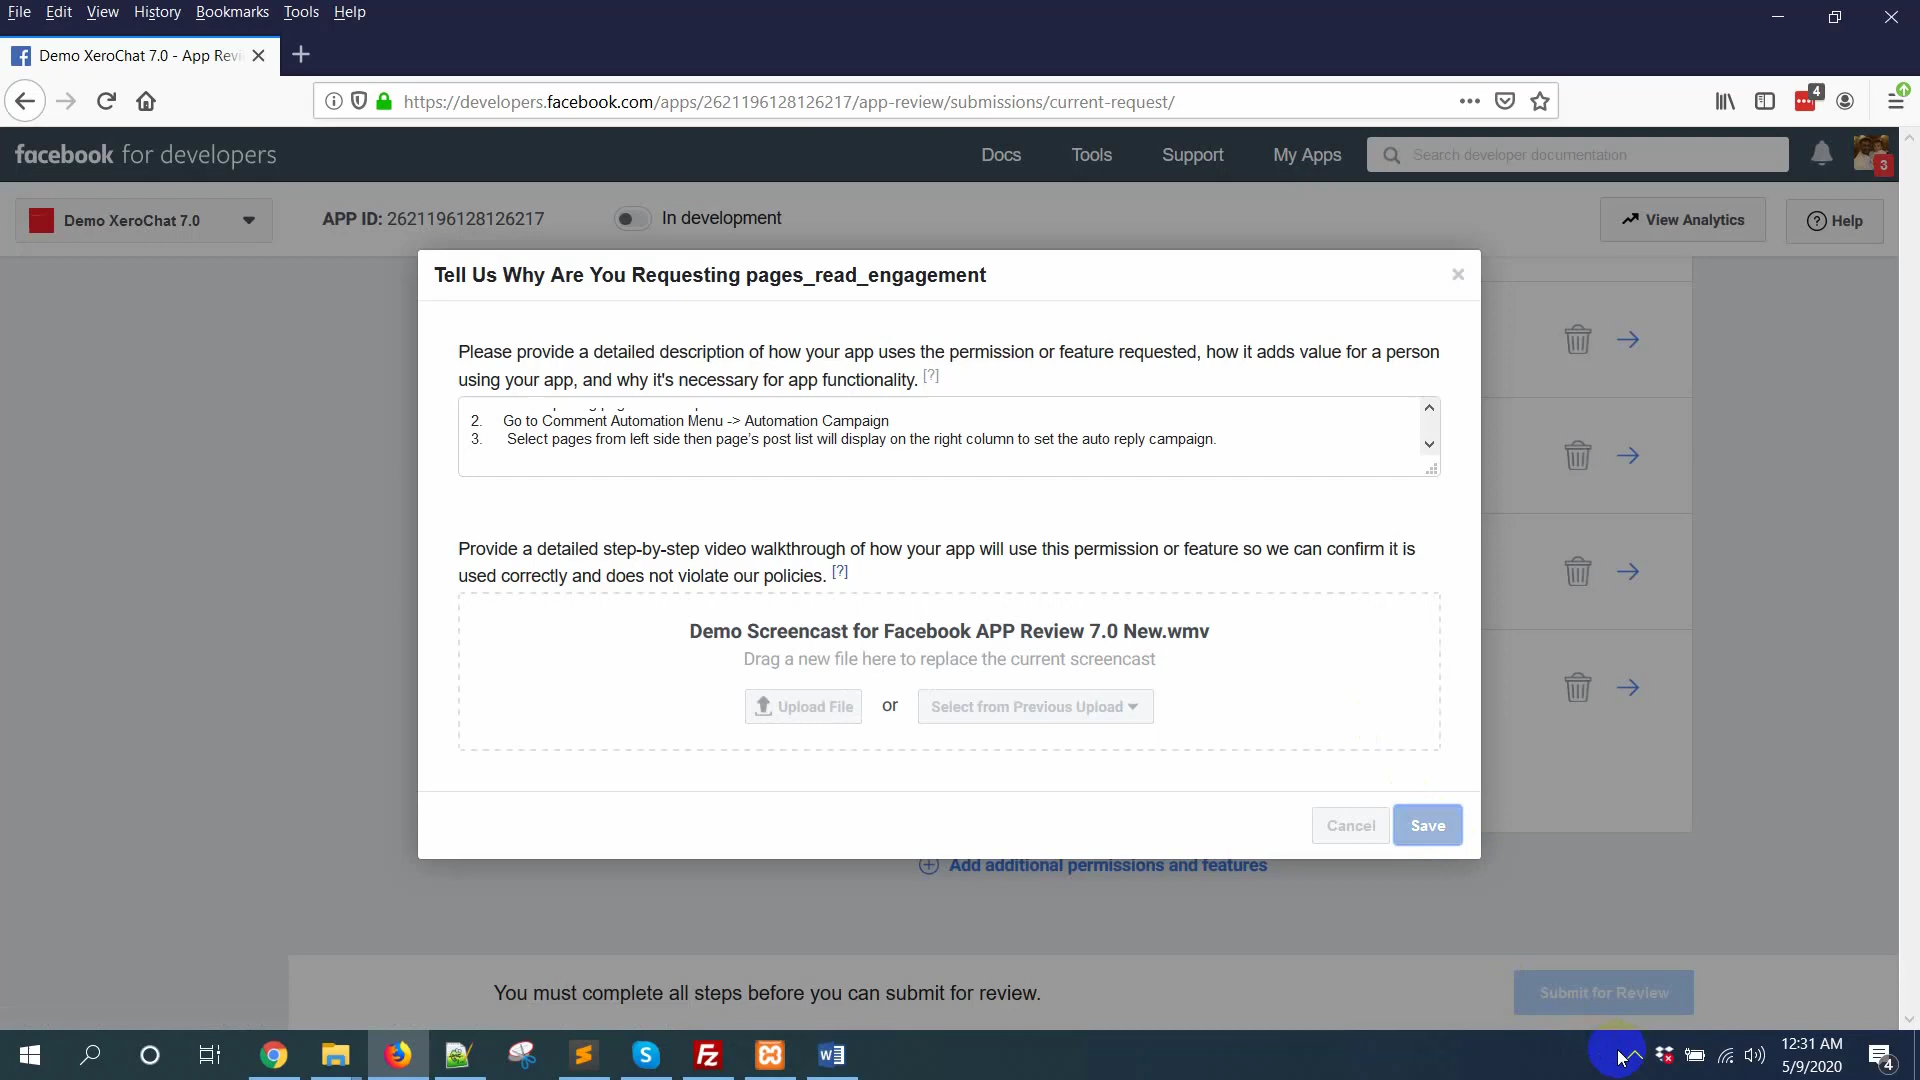 File Edit View History Bookmarks Tools Help
Demo XeroChat 7.0 - App Revi
https://developers.facebook.com/apps/2621196128126217/app-review/submissions/current-request/
4
facebook for developers
Docs Tools Support My Apps Search developer documentation
3
Demo XeroChat 7.0
APP ID: 2621196128126217
In development
View Analytics
Help
Tell Us Why Are You Requesting pages_read_engagement
Please provide a detailed description of how your app uses the permission or feature requested, how it adds value for a person
using your app, and why it's necessary for app functionality. [?]
2. Go to Comment Automation Menu -> Automation Campaign
3. Select pages from left side then page's post list will display on the right column to set the auto reply campaign.
Provide a detailed step-by-step video walkthrough of how your app will use this permission or feature so we can confirm it is
used correctly and does not violate our policies. [?]
Demo Screencast for Facebook APP Review 7.0 New.wmv
Drag a new file here to replace the current screencast
Upload File or Select from Previous Upload
Cancel Save
Add additional permissions and features
You must complete all steps before you can submit for review.
Submit for Review
12:31 AM
5/9/2020
4